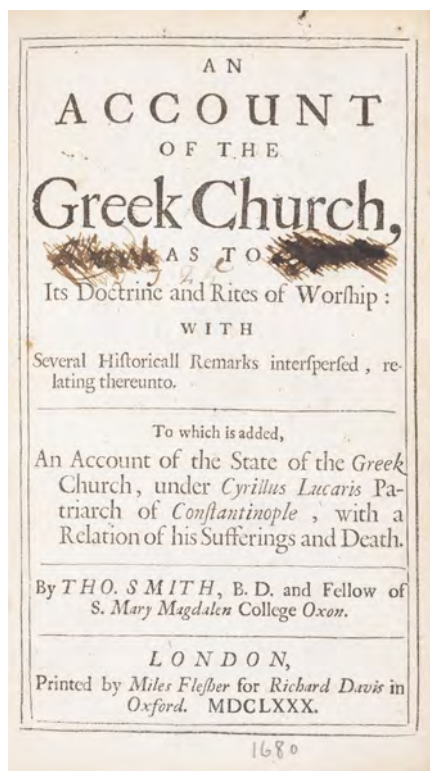 AN
ACCOUNT
OF THE
Greek Church,
AS TO
Its Doctrine and Rites of Worſhip :
WITH
Several Hiſtoricall Remarks interſperſed , re-
lating thereunto.
To which is added,
An Account of the State of the Greek
Church, under Cyrillus Lucaris Pa-
triarch of Conſtantinople , with a
Relation of his Sufferings and Death.
By THO. SMITH, B. D. and Fellow of
S. Mary Magdalen College Oxon.
LONDON,
Printed by Miles Fleſher for Richard Davis in
Oxford. MDCLXXX.
1680